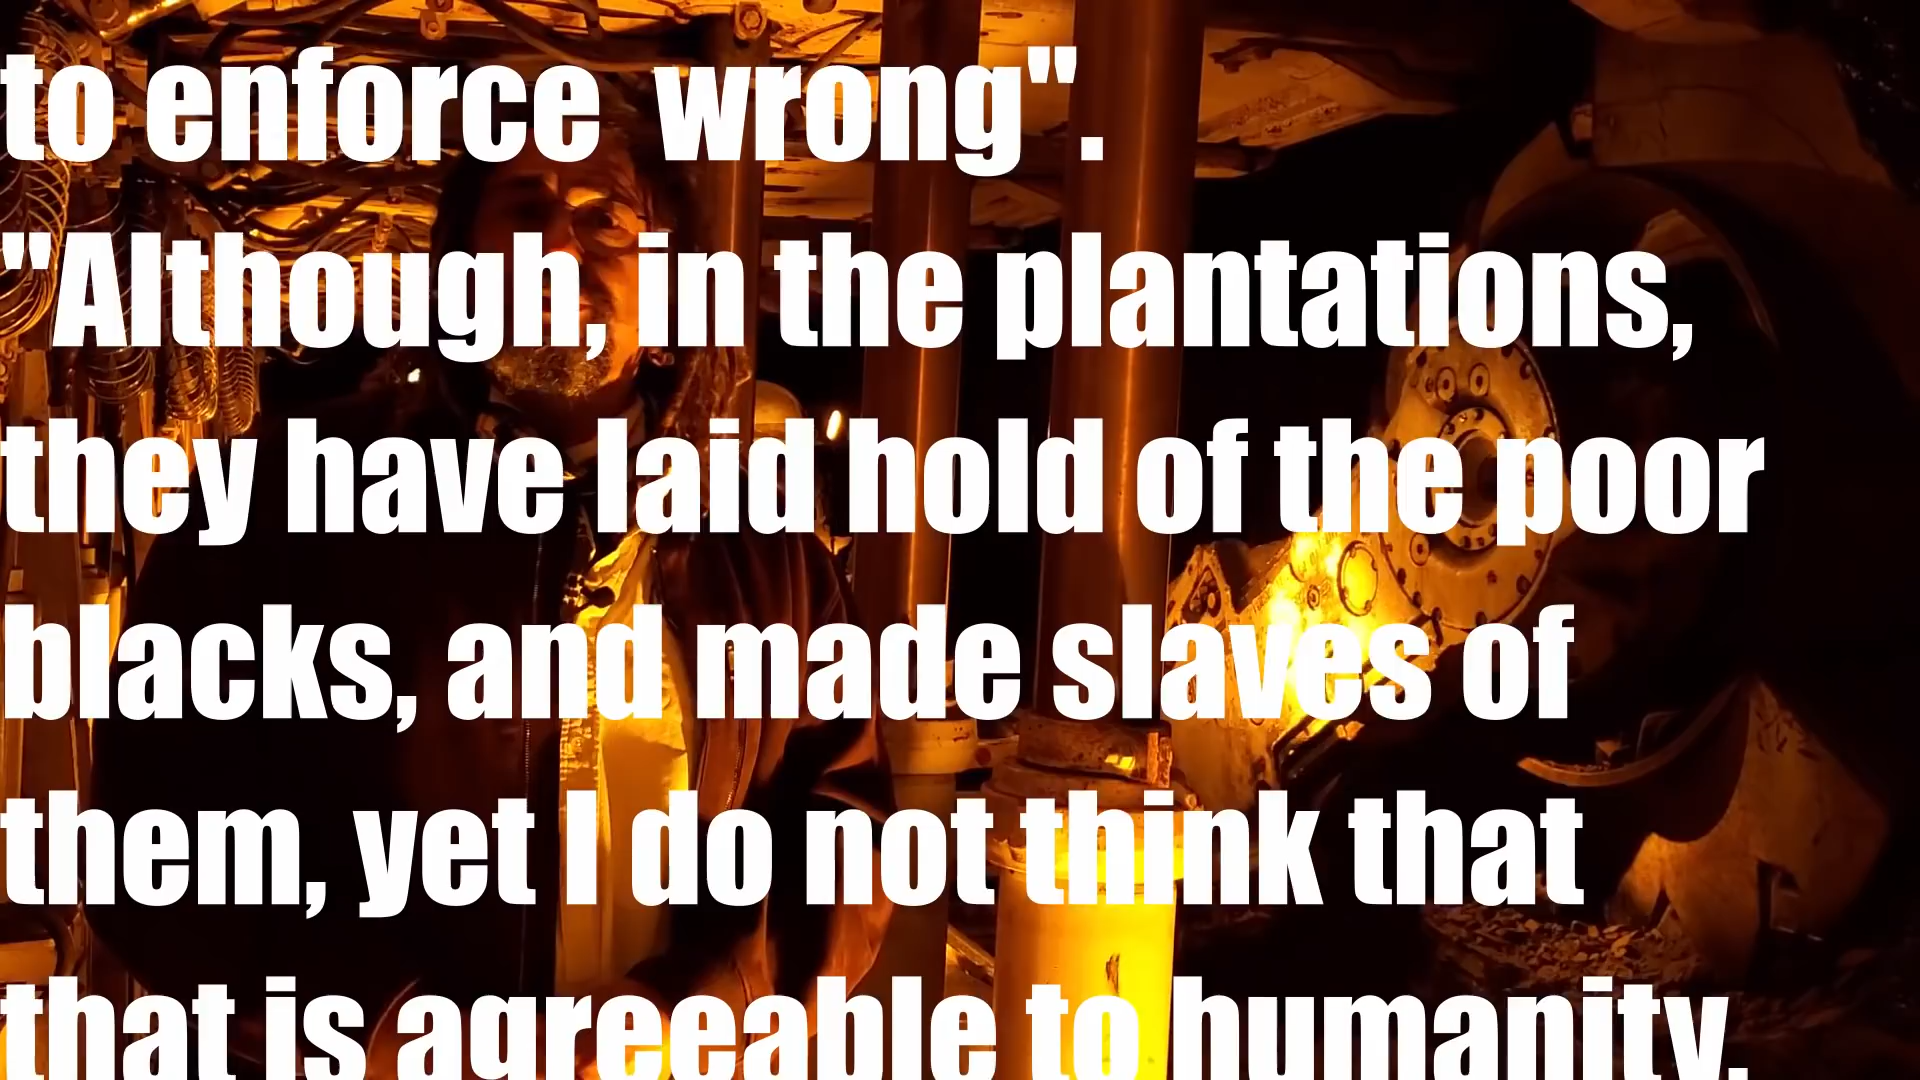 to enforce  wrong".
"Although, in the plantations,
they have laid hold of the poor
blacks, and made slaves of
them, yet I do not think that
that is agreeable to humanity,